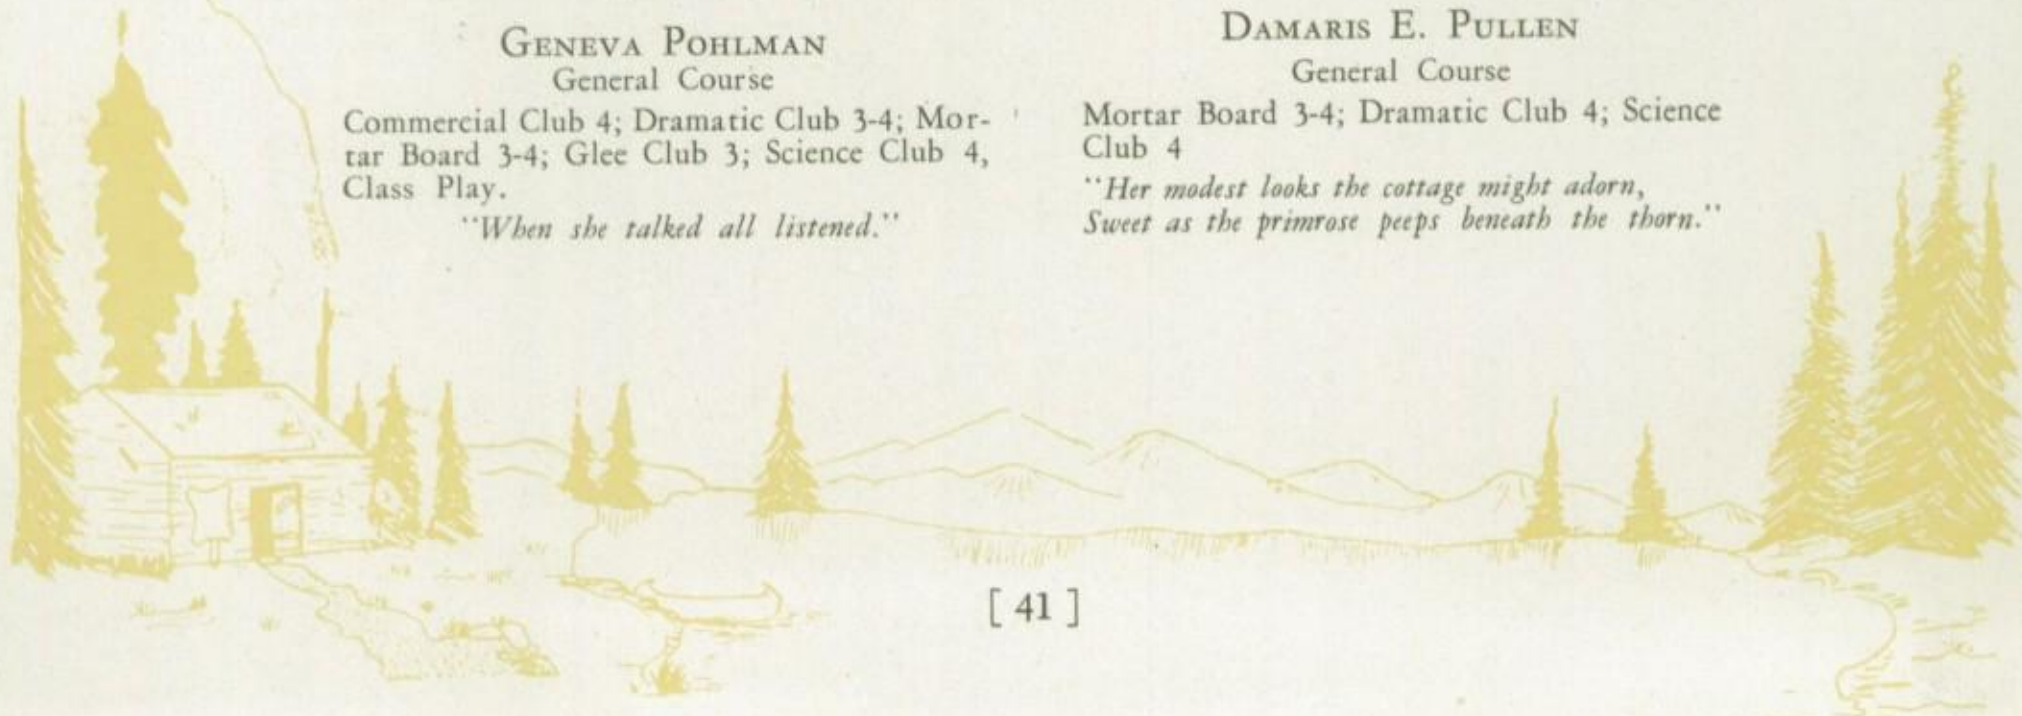 GENEVA POHLMAN
General Course
Commercial Club 4; Dramatic Club 3-4; Mor-
tar Board 3-4; Glee Club 3; Science Club 4,
Class Play.
"When she talked all listened."
DAMARIS E. PULLEN
General Course
Mortar Board 3-4; Dramatic Club 4; Science
Club 4
"Her modest looks the cottage might adorn,
Sweet as the primrose peeps beneath the thorn."
[ 41 ]